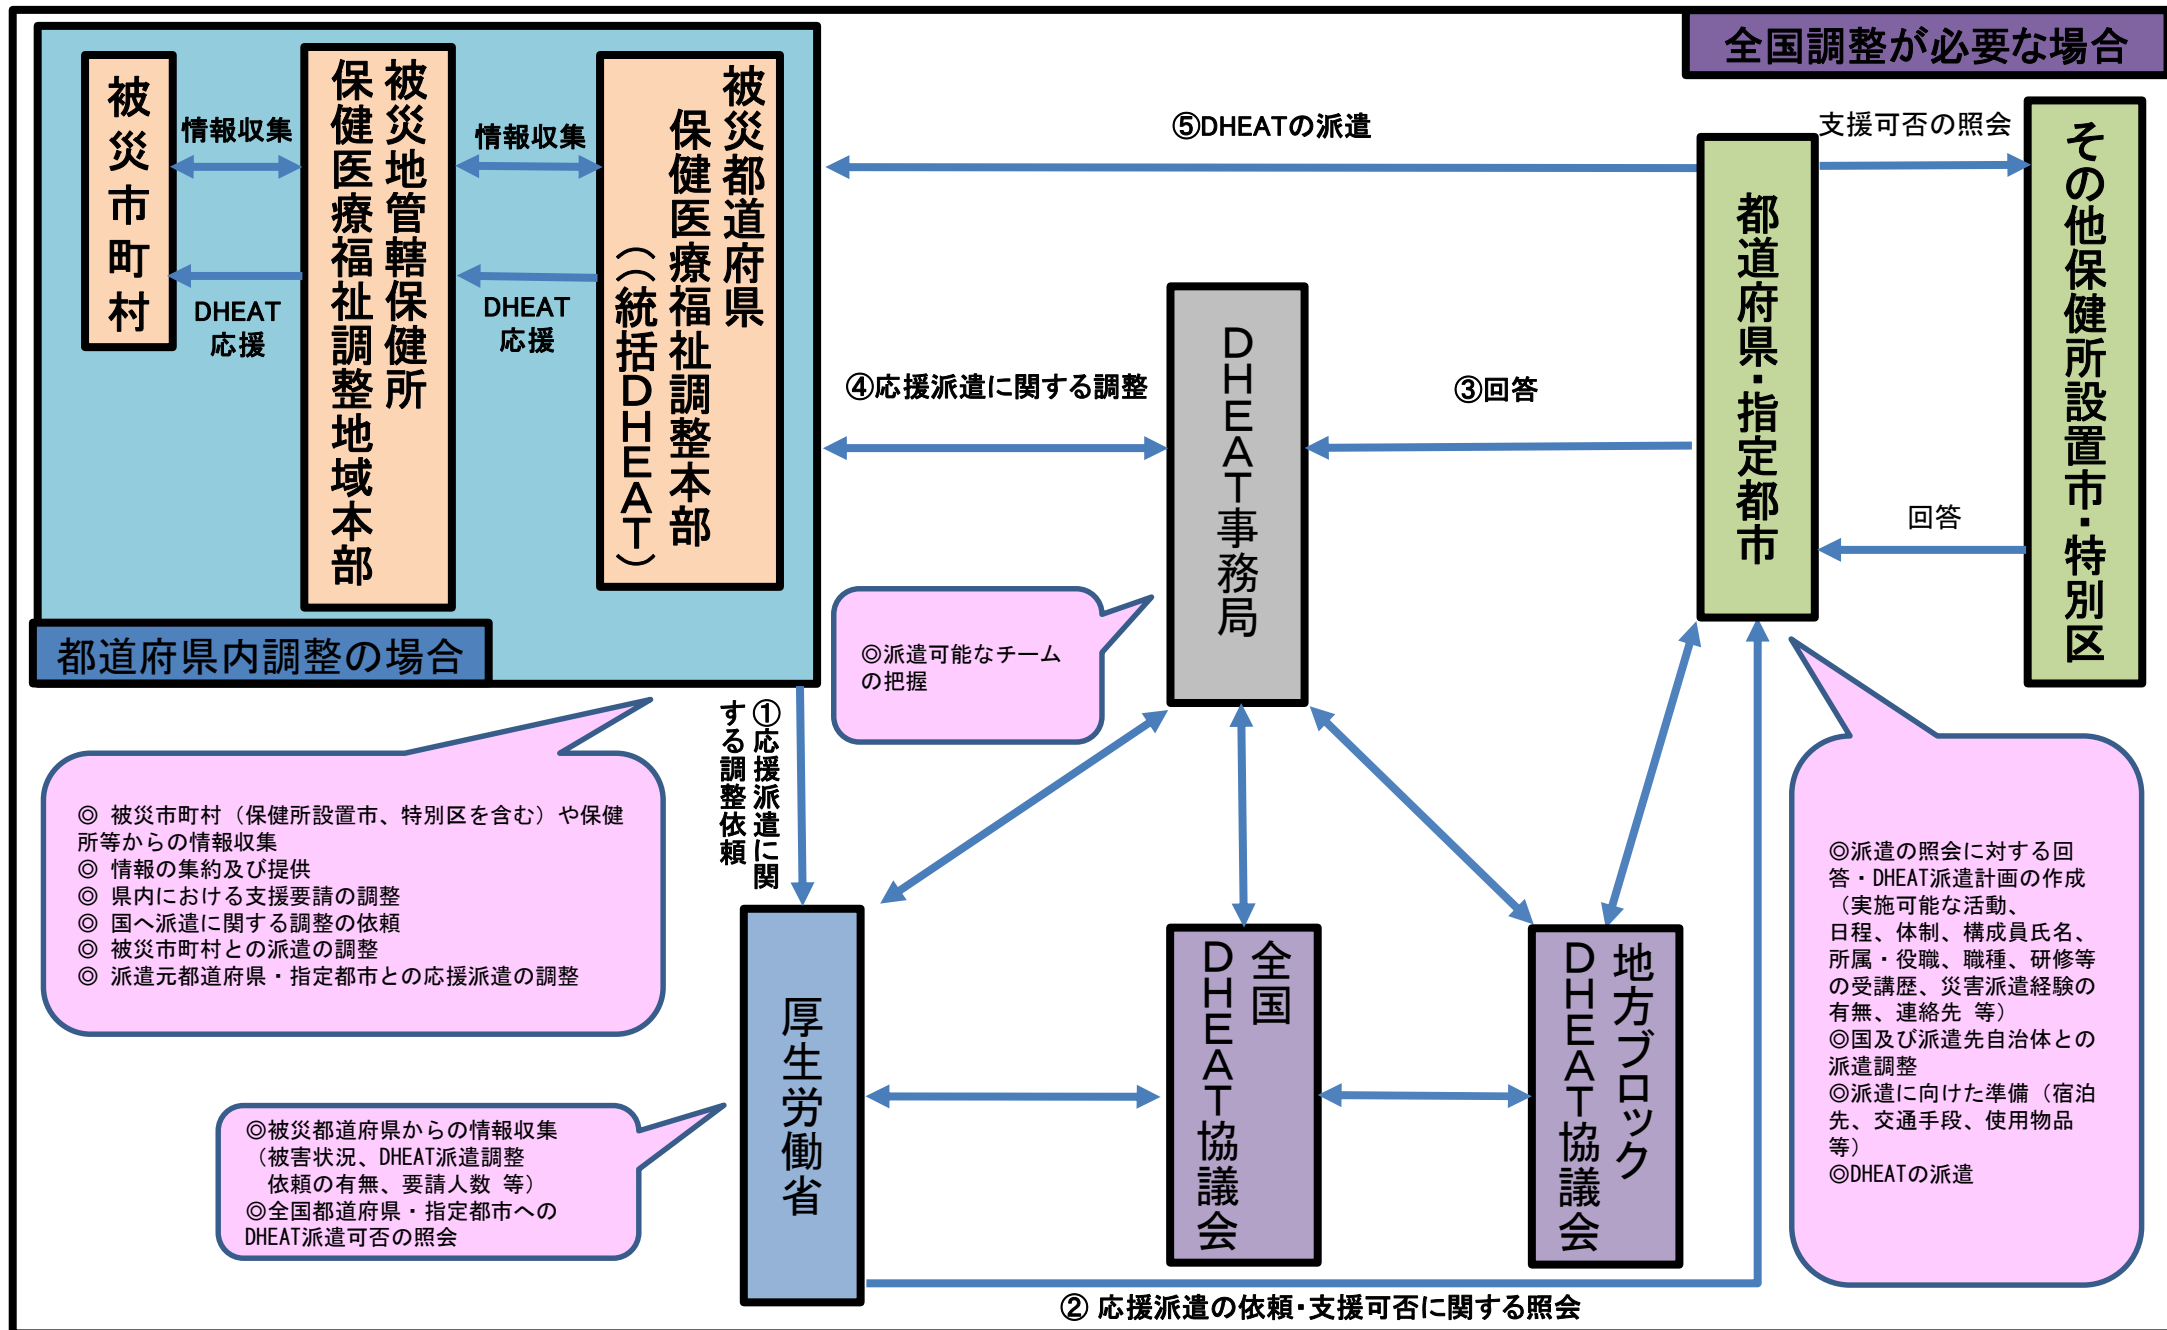 全国調整が必要な場合
被災市町村
情報収集
DHEAT
応援
被災地管轄保健所
保健医療福祉調整地域本部
情報収集
DHEAT
応援
被災都道府県
保健医療福祉調整本部
（（統括ＤＨＥＡＴ）
都道府県内調整の場合
⑤DHEATの派遣
④応援派遣に関する調整
ＤＨＥＡＴ事務局
③回答
都道府県・指定都市
支援可否の照会
回答
その他保健所設置市・特別区
◎派遣可能なチーム
の把握
①応援派遣に関
する調整依頼
◎ 被災市町村（保健所設置市、特別区を含む）や保健
所等からの情報収集
◎ 情報の集約及び提供
◎ 県内における支援要請の調整
◎ 国へ派遣に関する調整の依頼
◎ 被災市町村との派遣の調整
◎ 派遣元都道府県・指定都市との応援派遣の調整
◎被災都道府県からの情報収集
（被害状況、DHEAT派遣調整
依頼の有無、要請人数 等）
◎全国都道府県・指定都市への
DHEAT派遣可否の照会
厚生労働省
全国
ＤＨＥＡＴ協議会
地方ブロック
ＤＨＥＡＴ協議会
◎派遣の照会に対する回
答・DHEAT派遣計画の作成
（実施可能な活動、
日程、体制、構成員氏名、
所属・役職、職種、研修等
の受講歴、災害派遣経験の
有無、連絡先 等）
◎国及び派遣先自治体との
派遣調整
◎派遣に向けた準備（宿泊
先、交通手段、使用物品
等）
◎DHEATの派遣
② 応援派遣の依頼・支援可否に関する照会